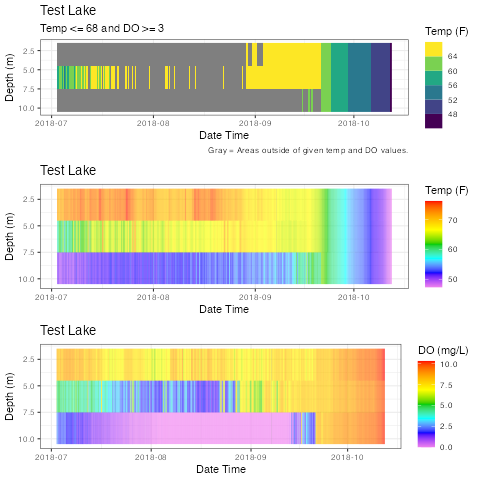 Test Lake
Temp <= 68 and DO >= 3
Depth (m)
2.5
5.0
7.5
10.0
2018-07
2018-08
2018-09
2018-10
Date Time
Temp (F)
64
60
56
52
48
Gray = Areas outside of given temp and DO values.
Test Lake
Depth (m)
2.5
5.0
7.5
10.0
2018-07
2018-08
2018-09
2018-10
Date Time
Temp (F)
70
60
50
Test Lake
Depth (m)
2.5
5.0
7.5
10.0
2018-07
2018-08
2018-09
2018-10
Date Time
DO (mg/L)
10.0
7.5
5.0
2.5
0.0